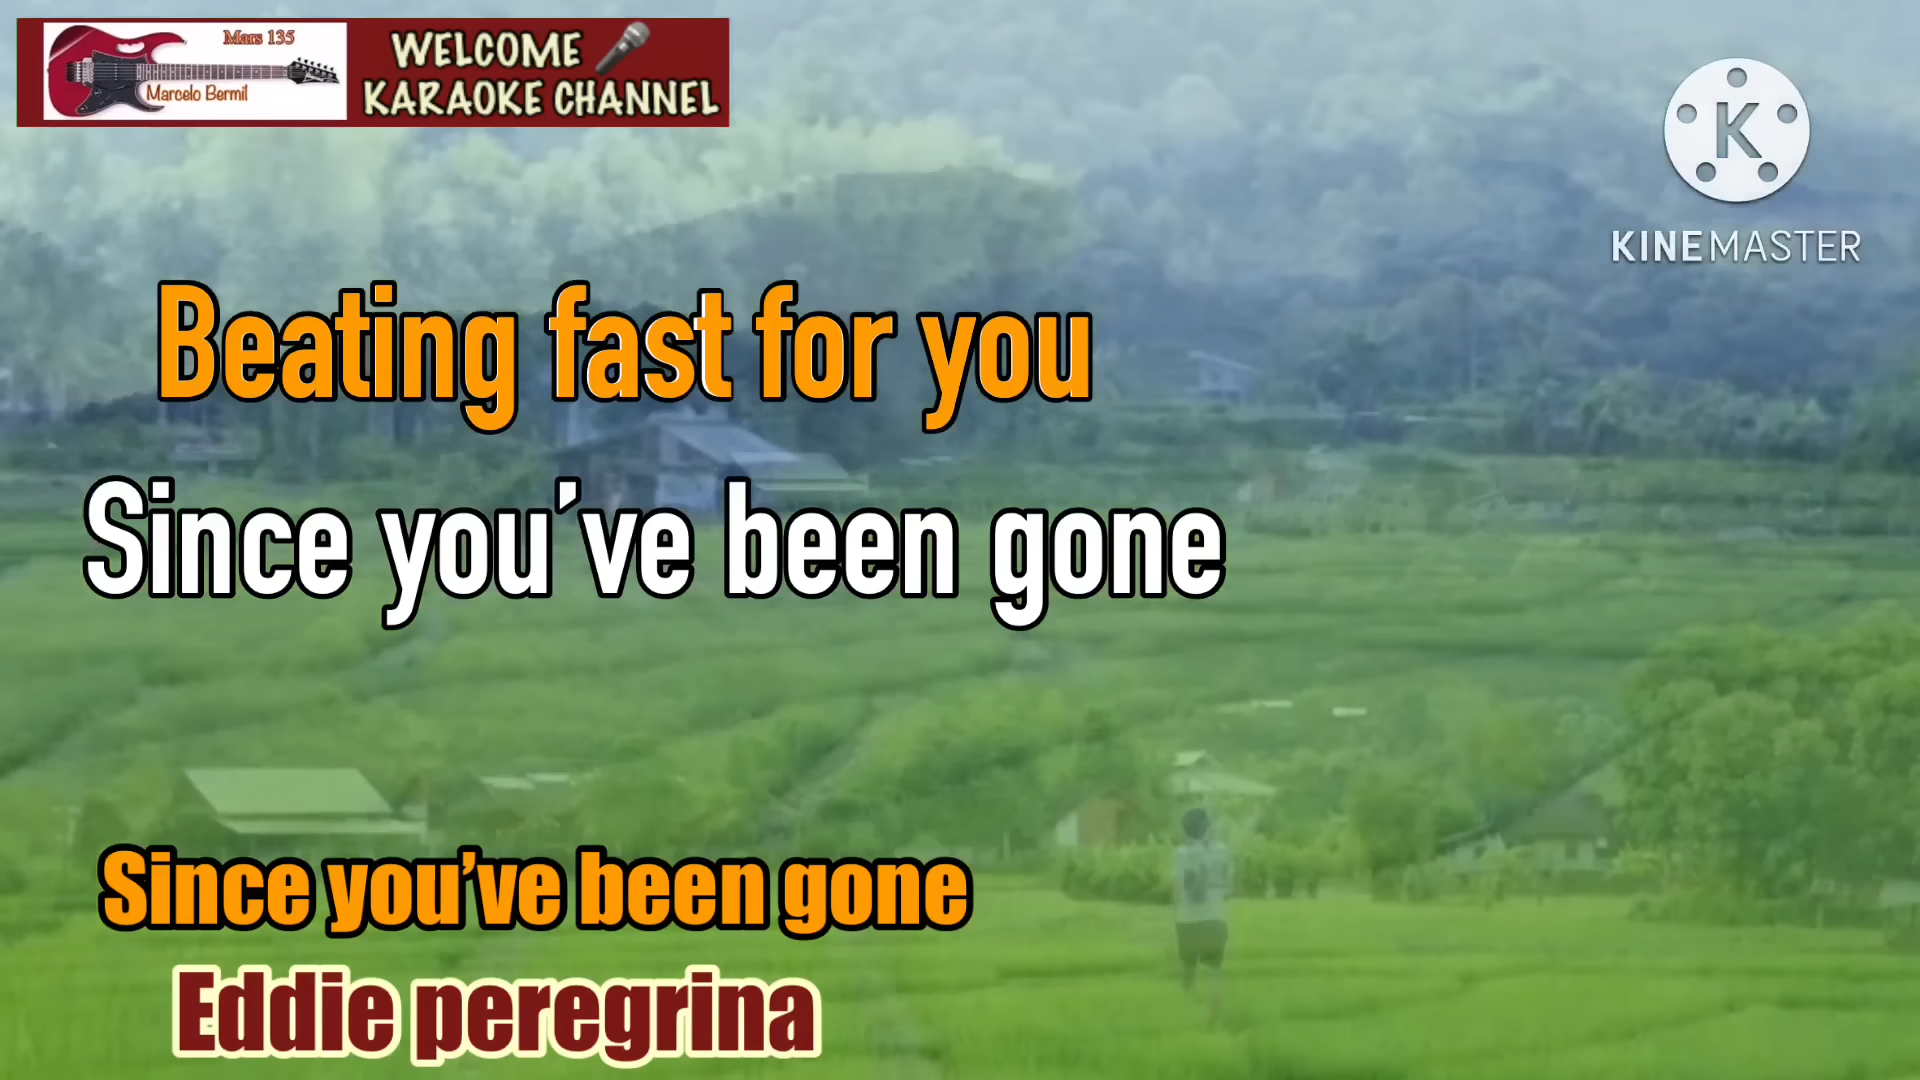 Mars 135
Marcelo Bermil
WELCOME
KARAOKE CHANNEL
K
KINEMASTER
Beating fast for you
Since you´ve been gone
Since you’ve been gone
Eddie peregrina